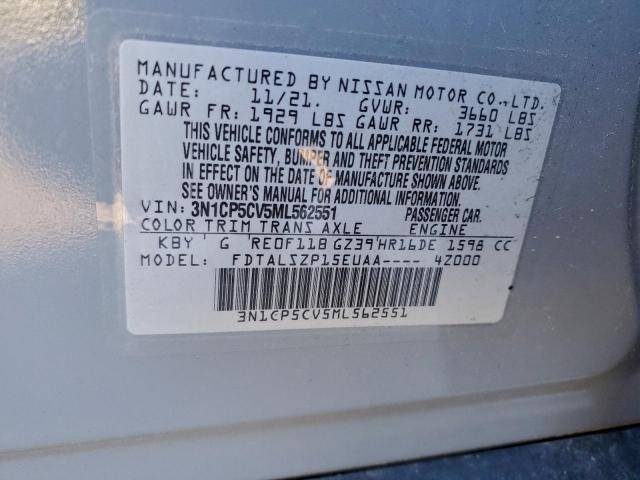 MANUFACTURED BY NISSAN MOTOR CO.,LTD.
DATE: 11/21. GVWR: 3660 LBS
GAWR FR: 1929 LBS GAWR RR: 1731 LBS
THIS VEHICLE CONFORMS TO ALL APPLICABLE FEDERAL MOTOR
VEHICLE SAFETY, BUMPER AND THEFT PREVENTION STANDARDS
IN EFFECT ON THE DATE OF MANUFACTURE SHOWN ABOVE.
SEE OWNER'S MANUAL FOR ADDITIONAL INFORMATION.
VIN: 3N1CP5CV5ML562551 PASSENGER CAR.
COLOR TRIM TRANS AXLE ENGINE
KBY G RE0F11B GZ39 HR16DE 1598 CC
MODEL: FDTALSZP15EUAA---- 4Z000
3N1CP5CV5ML562551